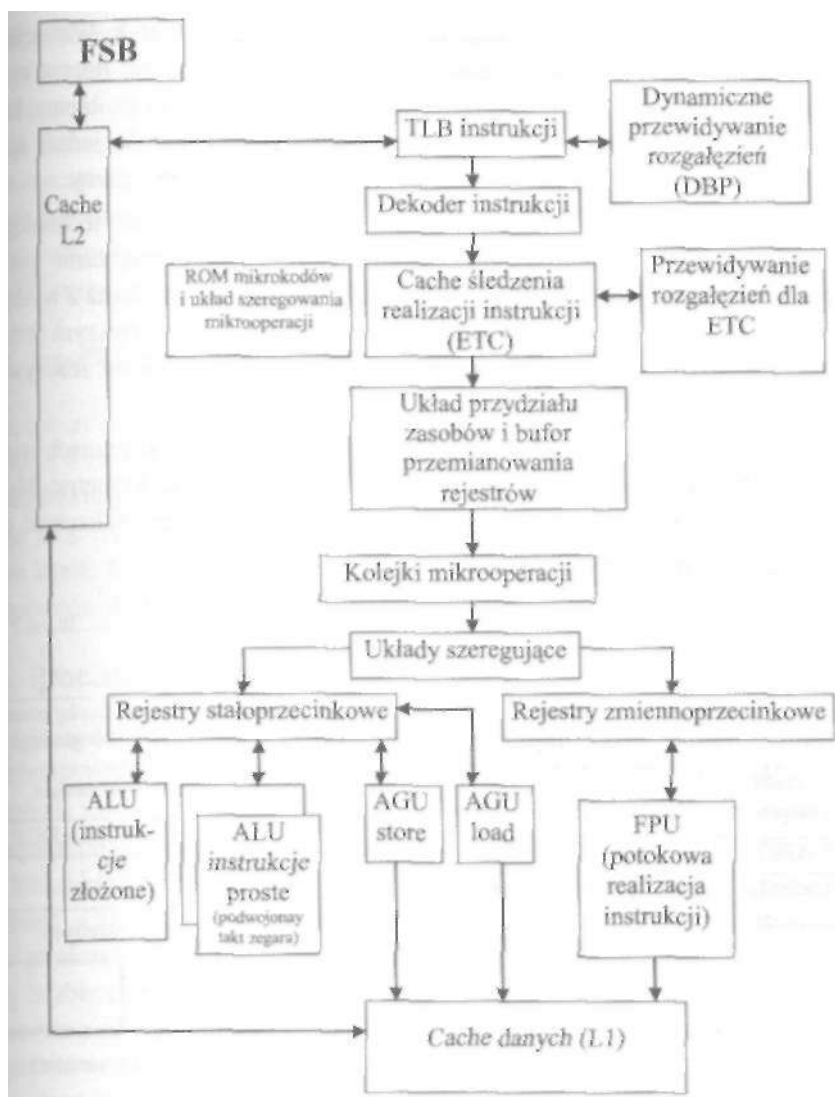 FSB
TLB instrukcji
Dynamiczne
przewidywanie
rozgałęzień
(DBP)
Cache
L2
Dekoder instrukcji
ROM mikrokodów
i układ szeregowania
mikrooperacji
Cache śledzenia
realizacji instrukcji
(ETC)
Przewidywanie
rozgałęzień dla
ETC
Układ przydziału
zasobów i bufor
przemianowania
rejestrów
Kolejki mikrooperacji
Układy szeregujące
Rejestry stałoprzecinkowe
Rejestry zmiennoprzecinkowe
ALU
(instruk-
cje
złożone)
ALU
instrukcje
proste
(podwojonay
takt zegara)
AGU
store
AGU
load
FPU
(potokowa
realizacja
instrukcji)
Cache danych (L1)